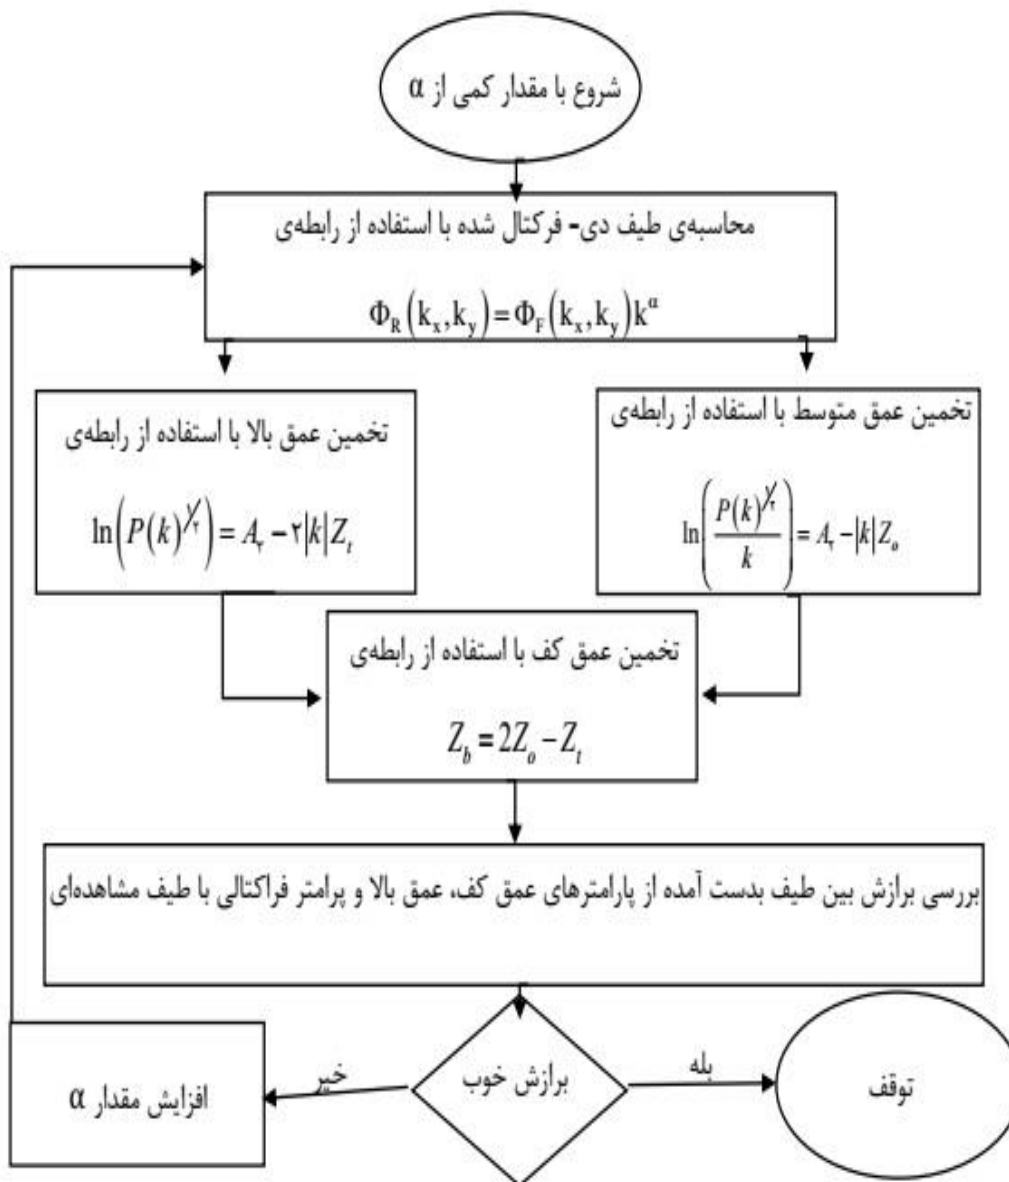 شروع با مقدار کمی از α
محاسبه‌ی طیف دی- فرکتال شده با استفاده از رابطه‌ی
Φ_R(k_x,k_y)=Φ_F(k_x,k_y)k^α
تخمین عمق متوسط با استفاده از رابطه‌ی
ln(P(k)^{۱/۲}/k) = A_۲ − |k|Z_o
تخمین عمق بالا با استفاده از رابطه‌ی
ln(P(k)^{۱/۲}) = A_۲ − ۲|k|Z_t
تخمین عمق کف با استفاده از رابطه‌ی
Z_b = 2Z_o − Z_t
بررسی برازش بین طیف بدست آمده از پارامترهای عمق کف، عمق بالا و پرامتر فراکتالی با طیف مشاهده‌ای
برازش خوب
بله
توقف
خیر
افزایش مقدار α